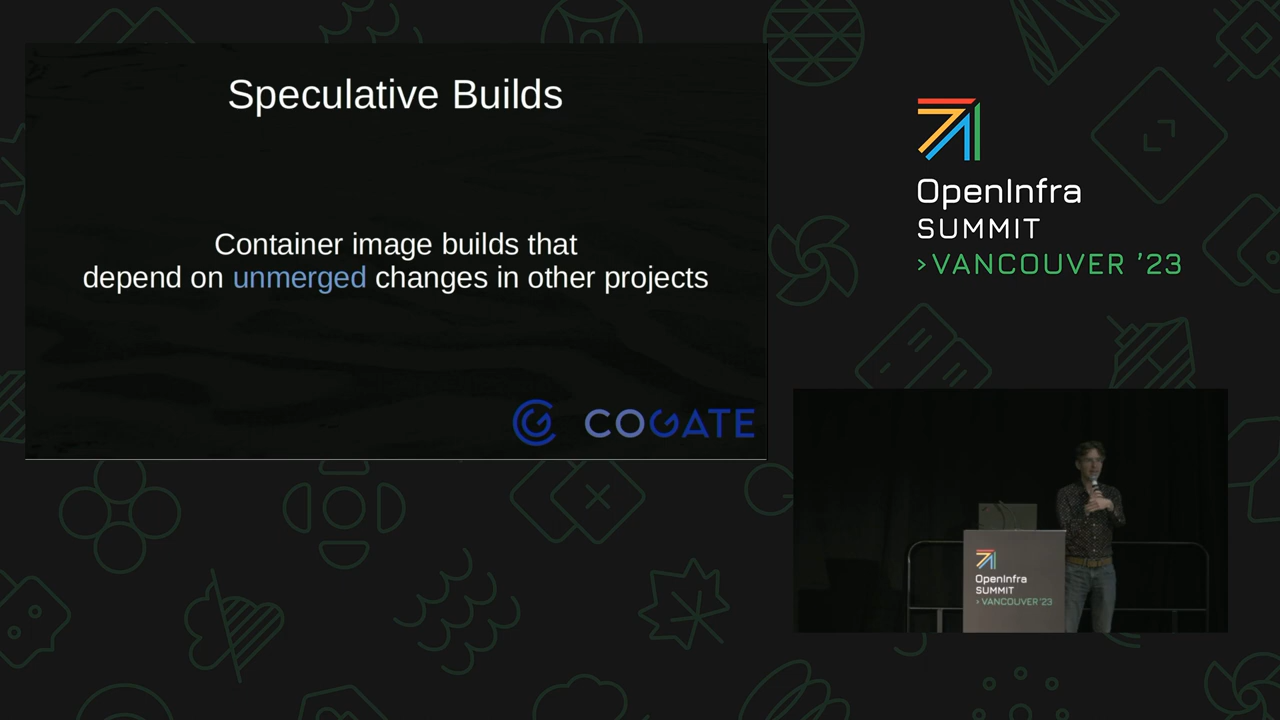 Speculative Builds
Container image builds that
depend on unmerged changes in other projects
COGATE
OpenInfra
SUMMIT
>VANCOUVER '23
OpenInfra
SUMMIT
> VANCOUVER '23